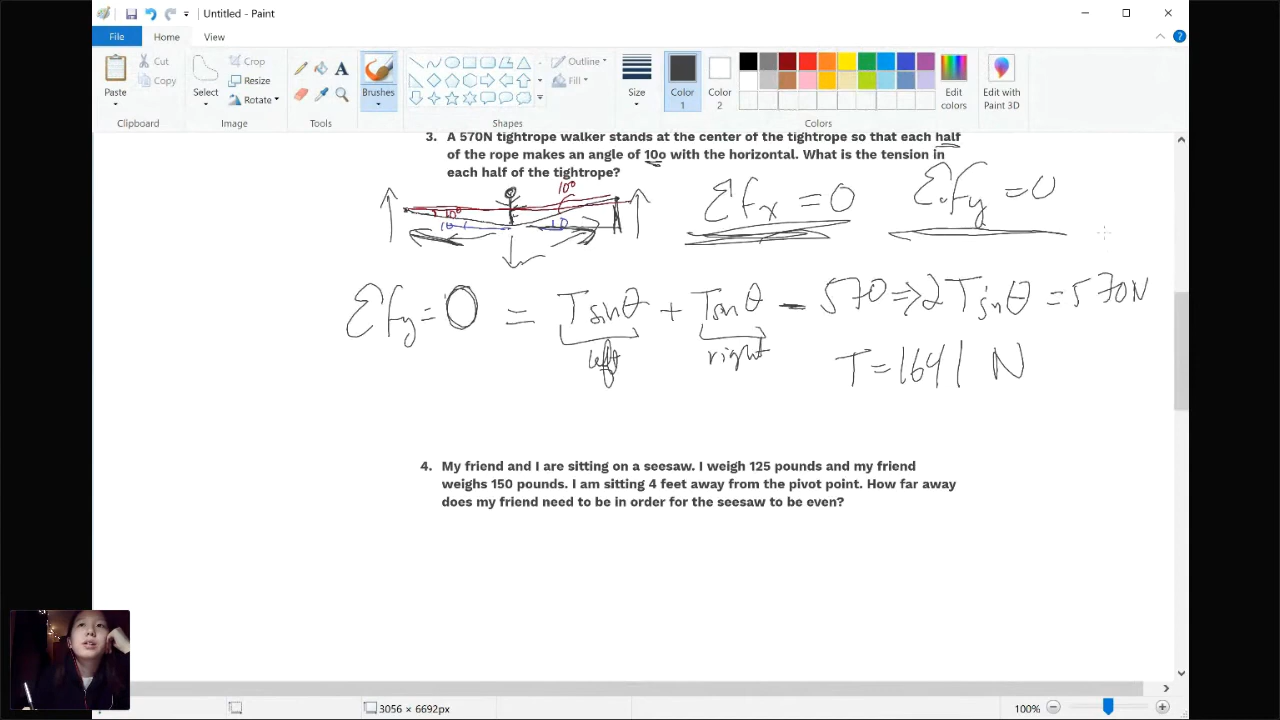 Untitled - Paint
File
Home
View
Paste
Cut
Copy
Clipboard
Select
Crop
Resize
Rotate
Image
Tools
Brushes
Shapes
Outline
Fill
Size
Color 1
Color 2
Colors
Edit colors
Edit with Paint 3D
3. A 570N tightrope walker stands at the center of the tightrope so that each half
of the rope makes an angle of 10o with the horizontal. What is the tension in
each half of the tightrope?
10°
10°
10
10
ΣFx = 0
ΣFy = 0
ΣFy = 0 = Tsinθ + Tsinθ - 570 => 2Tsinθ = 570N
left
right
T = 1641 N
4. My friend and I are sitting on a seesaw. I weigh 125 pounds and my friend
weighs 150 pounds. I am sitting 4 feet away from the pivot point. How far away
does my friend need to be in order for the seesaw to be even?
3056 × 6692px
100%